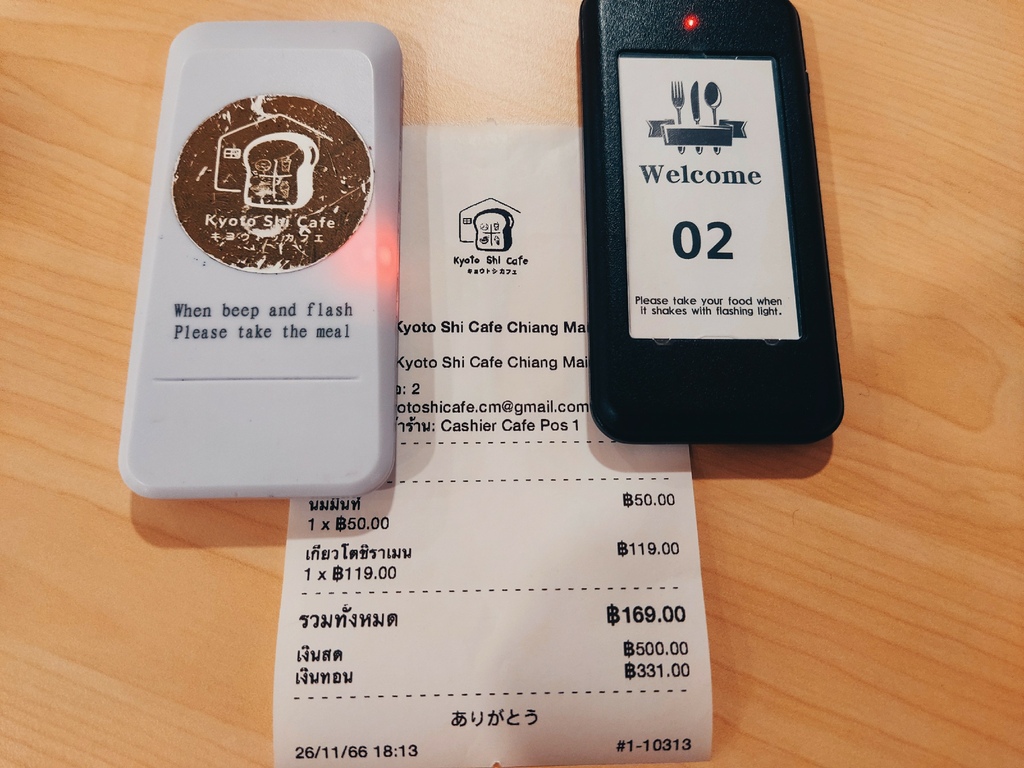 Kyoto Shi Cafe
キョウトシカフェ
When beep and flash
Please take the meal
Welcome
02
Please take your food when
it shakes with flashing light.
Kyoto Shi Cafe
キョウトシカフェ
Kyoto Shi Cafe Chiang Mai
Kyoto Shi Cafe Chiang Mai
อ: 2
otoshicafe.cm@gmail.com
ำร้าน: Cashier Cafe Pos 1
นมมินท์ ฿50.00
1 x ฿50.00
เกี่ยวโตชิราเมน ฿119.00
1 x ฿119.00
รวมทั้งหมด ฿169.00
เงินสด ฿500.00
เงินทอน ฿331.00
ありがとう
26/11/66 18:13 #1-10313